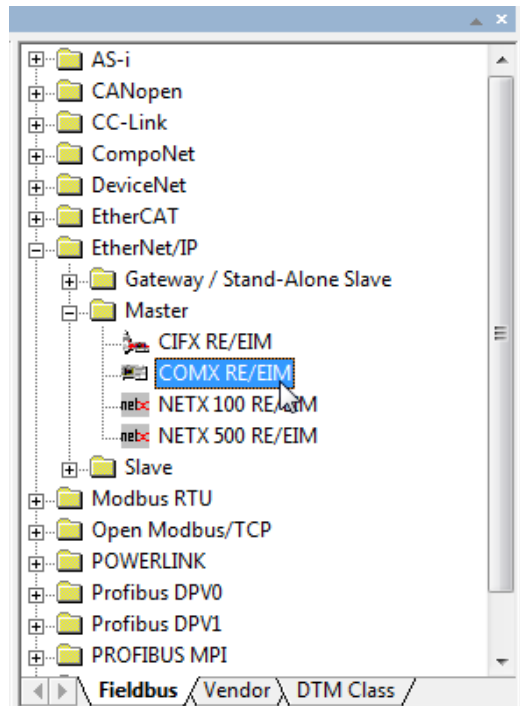 AS-i
CANopen
CC-Link
CompoNet
DeviceNet
EtherCAT
EtherNet/IP
Gateway / Stand-Alone Slave
Master
CIFX RE/EIM
COMX RE/EIM
netx NETX 100 RE/EIM
netx NETX 500 RE/EIM
Slave
Modbus RTU
Open Modbus/TCP
POWERLINK
Profibus DPV0
Profibus DPV1
PROFIBUS MPI
Fieldbus Vendor DTM Class